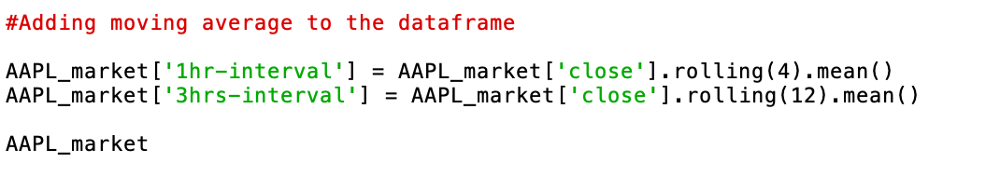 #Adding moving average to the dataframe
AAPL_market['1hr-interval'] = AAPL_market['close'].rolling(4).mean()
AAPL_market['3hrs-interval'] = AAPL_market['close'].rolling(12).mean()
AAPL_market